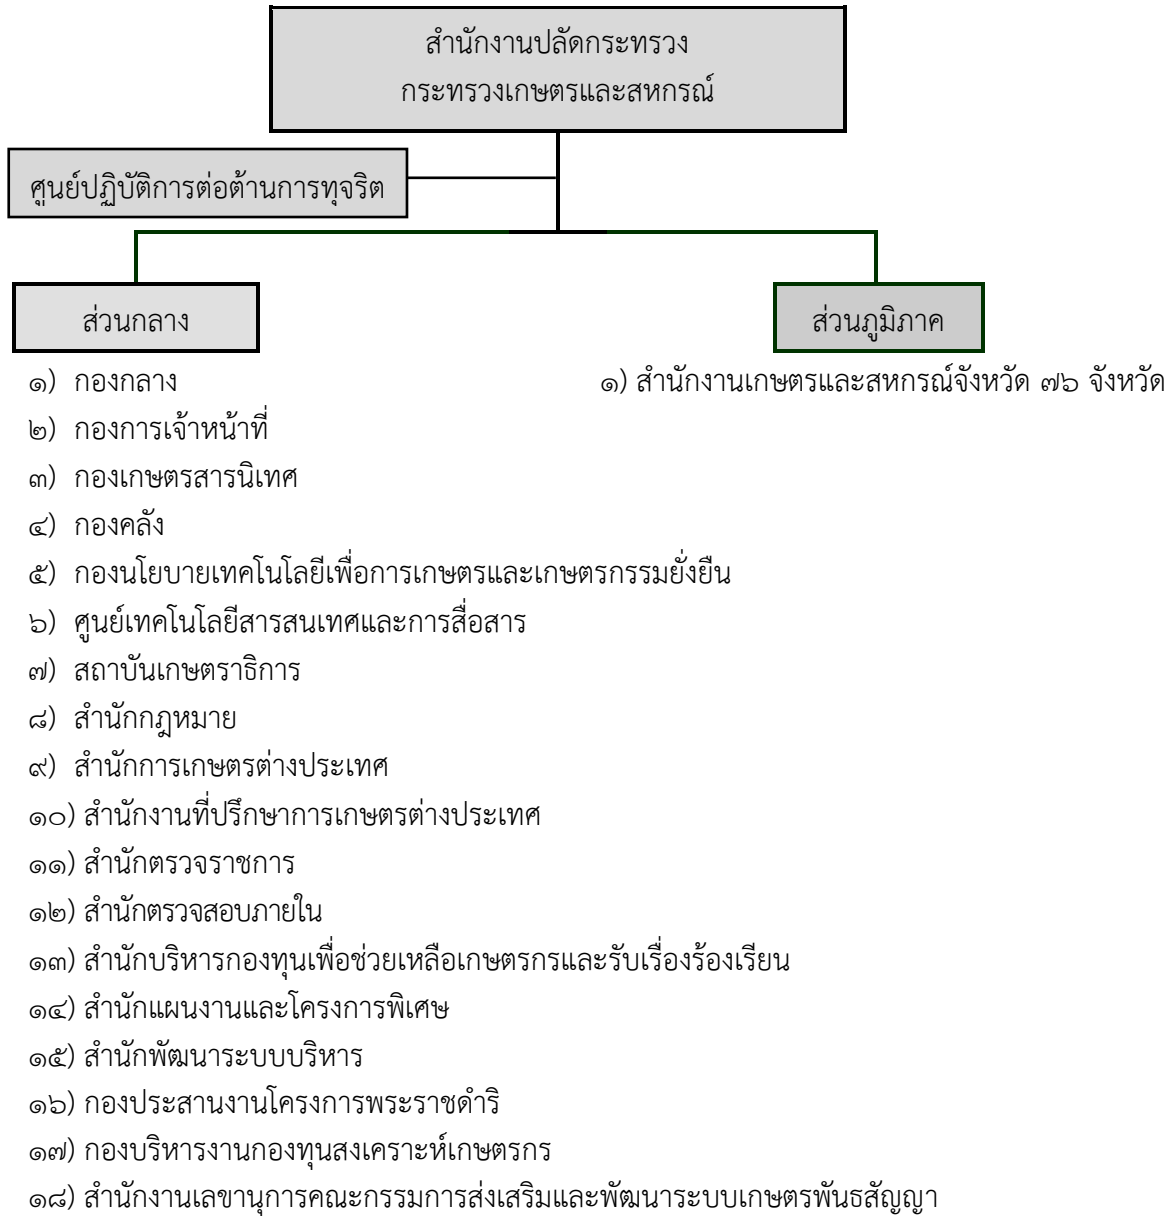 สำนักงานปลัดกระทรวง
กระทรวงเกษตรและสหกรณ์
ศูนย์ปฏิบัติการต่อต้านการทุจริต
ส่วนกลาง
๑) กองกลาง
๒) กองการเจ้าหน้าที่
๓) กองเกษตรสารนิเทศ
๔) กองคลัง
๕) กองนโยบายเทคโนโลยีเพื่อการเกษตรและเกษตรกรรมยั่งยืน
๖) ศูนย์เทคโนโลยีสารสนเทศและการสื่อสาร
๗) สถาบันเกษตราธิการ
๘) สำนักกฎหมาย
๙) สำนักการเกษตรต่างประเทศ
๑๐) สำนักงานที่ปรึกษาการเกษตรต่างประเทศ
๑๑) สำนักตรวจราชการ
๑๒) สำนักตรวจสอบภายใน
๑๓) สำนักบริหารกองทุนเพื่อช่วยเหลือเกษตรกรและรับเรื่องร้องเรียน
๑๔) สำนักแผนงานและโครงการพิเศษ
๑๕) สำนักพัฒนาระบบบริหาร
๑๖) กองประสานงานโครงการพระราชดำริ
๑๗) กองบริหารงานกองทุนสงเคราะห์เกษตรกร
๑๘) สำนักงานเลขานุการคณะกรรมการส่งเสริมและพัฒนาระบบเกษตรพันธสัญญา
ส่วนภูมิภาค
๑) สำนักงานเกษตรและสหกรณ์จังหวัด ๗๖ จังหวัด